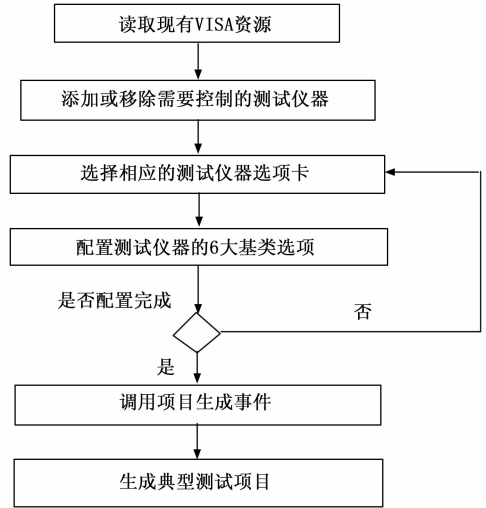 读取现有VISA资源
添加或移除需要控制的测试仪器
选择相应的测试仪器选项卡
配置测试仪器的6大基类选项
是否配置完成
否
是
调用项目生成事件
生成典型测试项目